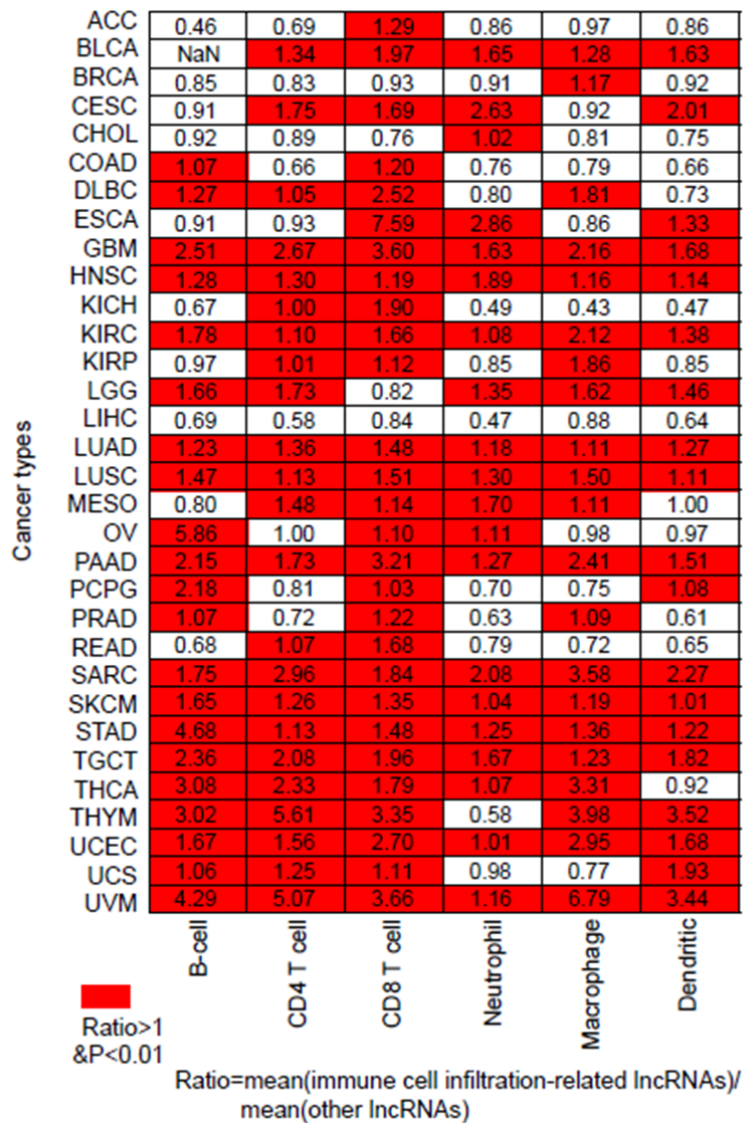 ACC 0.46 0.69 1.29 0.86 0.97 0.86
BLCA NaN 1.34 1.97 1.65 1.28 1.63
BRCA 0.85 0.83 0.93 0.91 1.17 0.92
CESC 0.91 1.75 1.69 2.63 0.92 2.01
CHOL 0.92 0.89 0.76 1.02 0.81 0.75
COAD 1.07 0.66 1.20 0.76 0.79 0.66
DLBC 1.27 1.05 2.52 0.80 1.81 0.73
ESCA 0.91 0.93 7.59 2.86 0.86 1.33
GBM 2.51 2.67 3.60 1.63 2.16 1.68
HNSC 1.28 1.30 1.19 1.89 1.16 1.14
KICH 0.67 1.00 1.90 0.49 0.43 0.47
KIRC 1.78 1.10 1.66 1.08 2.12 1.38
KIRP 0.97 1.01 1.12 0.85 1.86 0.85
LGG 1.66 1.73 0.82 1.35 1.62 1.46
LIHC 0.69 0.58 0.84 0.47 0.88 0.64
LUAD 1.23 1.36 1.48 1.18 1.11 1.27
LUSC 1.47 1.13 1.51 1.30 1.50 1.11
MESO 0.80 1.48 1.14 1.70 1.11 1.00
OV 5.86 1.00 1.10 1.11 0.98 0.97
PAAD 2.15 1.73 3.21 1.27 2.41 1.51
PCPG 2.18 0.81 1.03 0.70 0.75 1.08
PRAD 1.07 0.72 1.22 0.63 1.09 0.61
READ 0.68 1.07 1.68 0.79 0.72 0.65
SARC 1.75 2.96 1.84 2.08 3.58 2.27
SKCM 1.65 1.26 1.35 1.04 1.19 1.01
STAD 4.68 1.13 1.48 1.25 1.36 1.22
TGCT 2.36 2.08 1.96 1.67 1.23 1.82
THCA 3.08 2.33 1.79 1.07 3.31 0.92
THYM 3.02 5.61 3.35 0.58 3.98 3.52
UCEC 1.67 1.56 2.70 1.01 2.95 1.68
UCS 1.06 1.25 1.11 0.98 0.77 1.93
UVM 4.29 5.07 3.66 1.16 6.79 3.44
Cancer types
B-cell
CD4 T cell
CD8 T cell
Neutrophil
Macrophage
Dendritic
Ratio>1
&P<0.01
Ratio=mean(immune cell infiltration-related lncRNAs)/
mean(other lncRNAs)